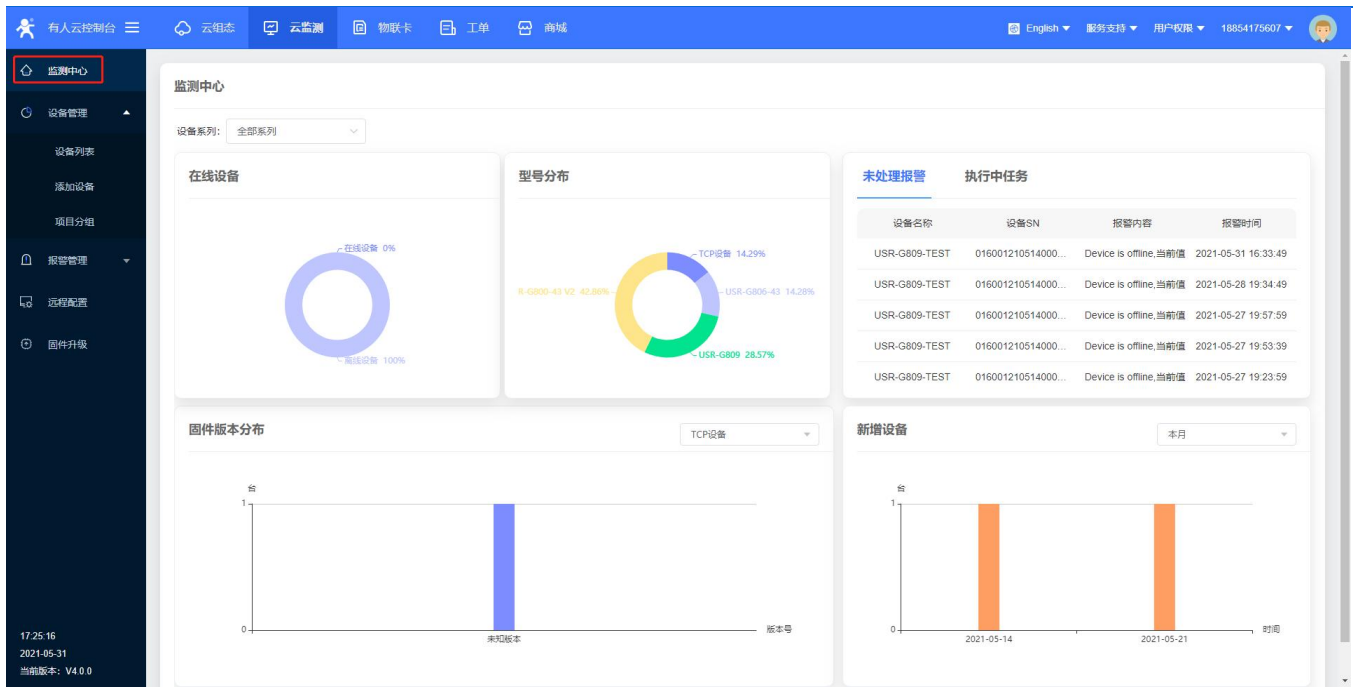 有人云控制台
云组态
云监测
物联卡
工单
商城
English
服务支持
用户权限
18854175607
监测中心
设备管理
设备列表
添加设备
项目分组
报警管理
远程配置
固件升级
17:25:16
2021-05-31
当前版本：V4.0.0
监测中心
设备系列: 全部系列
在线设备
在线设备 0%
离线设备 100%
型号分布
TCP设备 14.29%
R-G800-43 V2 42.86%
USR-G806-43 14.28%
USR-G809 28.57%
未处理报警 执行中任务
设备名称 设备SN 报警内容 报警时间
USR-G809-TEST 016001210514000... Device is offline,当前值 2021-05-31 16:33:49
USR-G809-TEST 016001210514000... Device is offline,当前值 2021-05-28 19:34:49
USR-G809-TEST 016001210514000... Device is offline,当前值 2021-05-27 19:57:59
USR-G809-TEST 016001210514000... Device is offline,当前值 2021-05-27 19:53:39
USR-G809-TEST 016001210514000... Device is offline,当前值 2021-05-27 19:23:59
固件版本分布
TCP设备
台
1
0
未知版本
版本号
新增设备
本月
台
1
0
2021-05-14
2021-05-21
时间